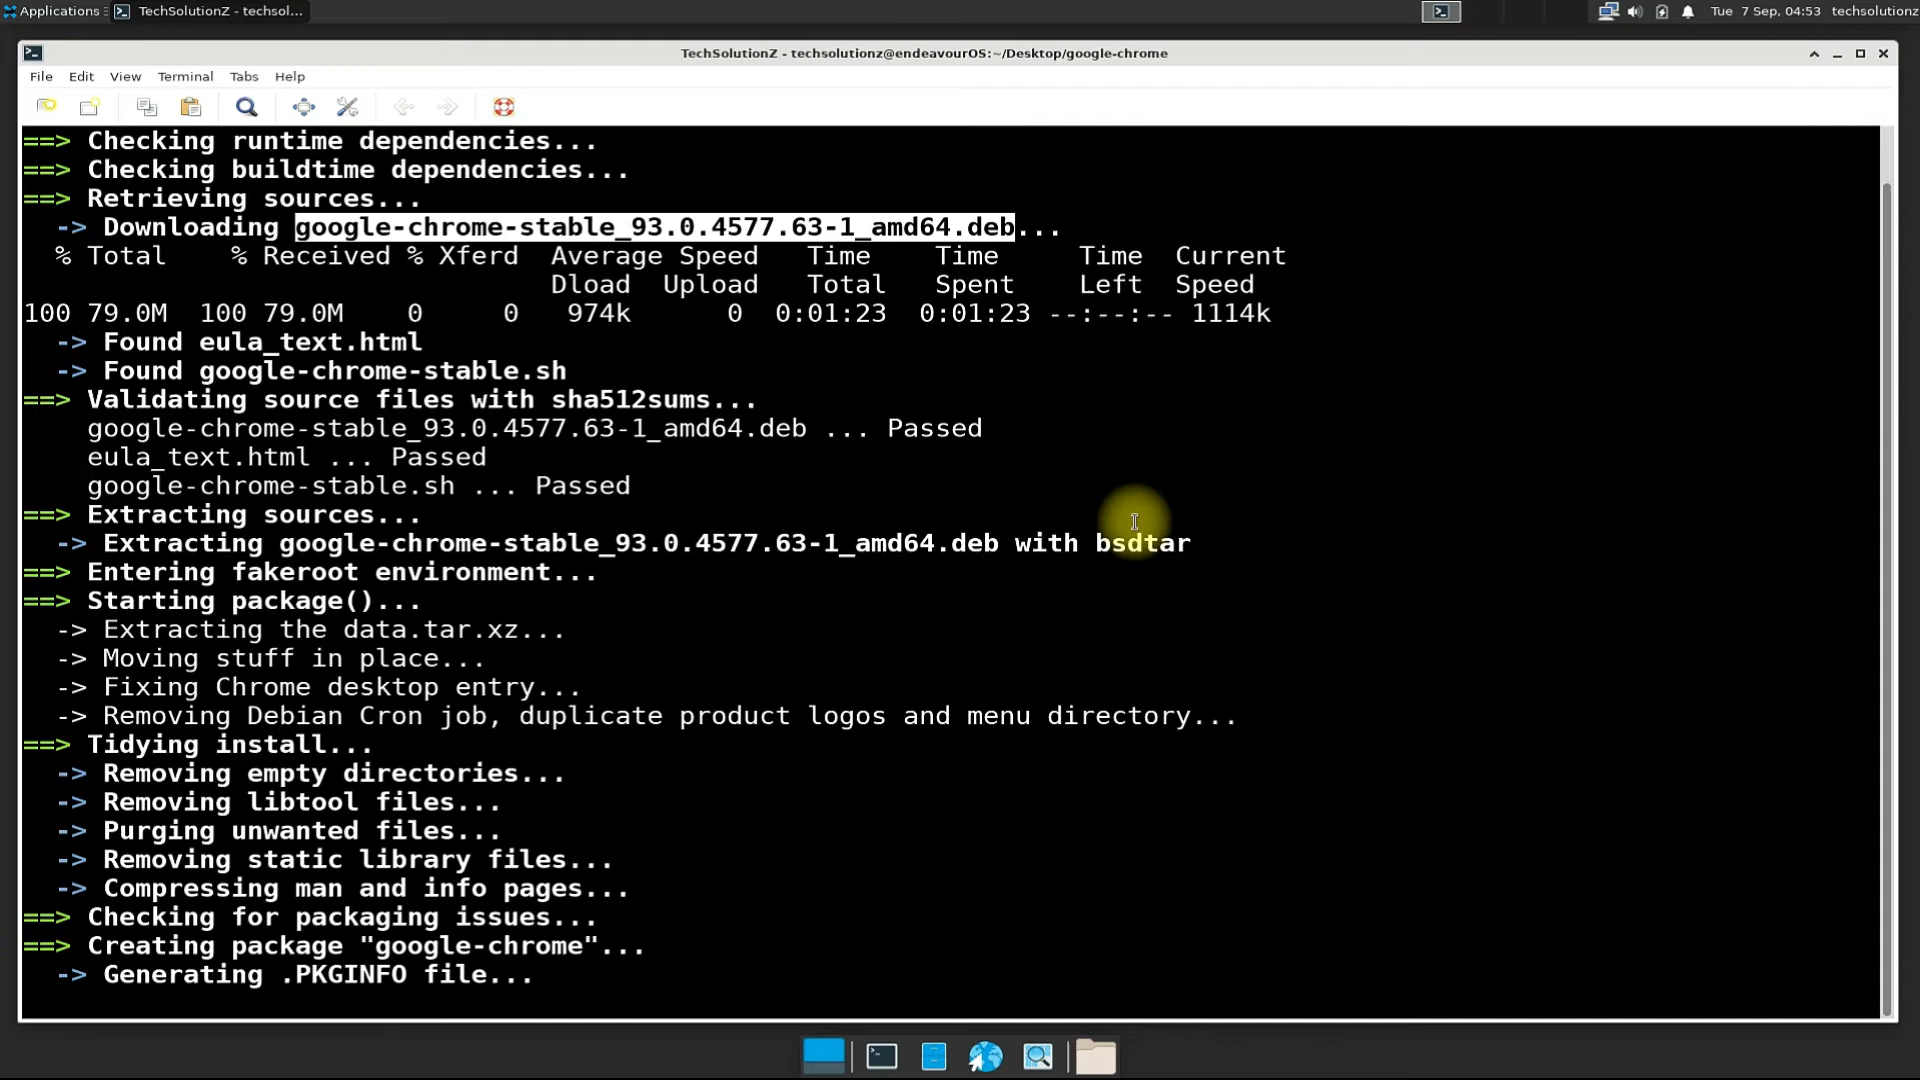 Applications TechSolutionZ - techsol... Tue 7 Sep, 04:53 techsolutionz
TechSolutionZ - techsolutionz@endeavourOS:~/Desktop/google-chrome
File Edit View Terminal Tabs Help
==> Checking runtime dependencies...
==> Checking buildtime dependencies...
==> Retrieving sources...
-> Downloading google-chrome-stable_93.0.4577.63-1_amd64.deb...
% Total % Received % Xferd Average Speed Time Time Time Current
Dload Upload Total Spent Left Speed
100 79.0M 100 79.0M 0 0 974k 0 0:01:23 0:01:23 --:--:-- 1114k
-> Found eula_text.html
-> Found google-chrome-stable.sh
==> Validating source files with sha512sums...
google-chrome-stable_93.0.4577.63-1_amd64.deb ... Passed
eula_text.html ... Passed
google-chrome-stable.sh ... Passed
==> Extracting sources...
-> Extracting google-chrome-stable_93.0.4577.63-1_amd64.deb with bsdtar
==> Entering fakeroot environment...
==> Starting package()...
-> Extracting the data.tar.xz...
-> Moving stuff in place...
-> Fixing Chrome desktop entry...
-> Removing Debian Cron job, duplicate product logos and menu directory...
==> Tidying install...
-> Removing empty directories...
-> Removing libtool files...
-> Purging unwanted files...
-> Removing static library files...
-> Compressing man and info pages...
==> Checking for packaging issues...
==> Creating package "google-chrome"...
-> Generating .PKGINFO file...